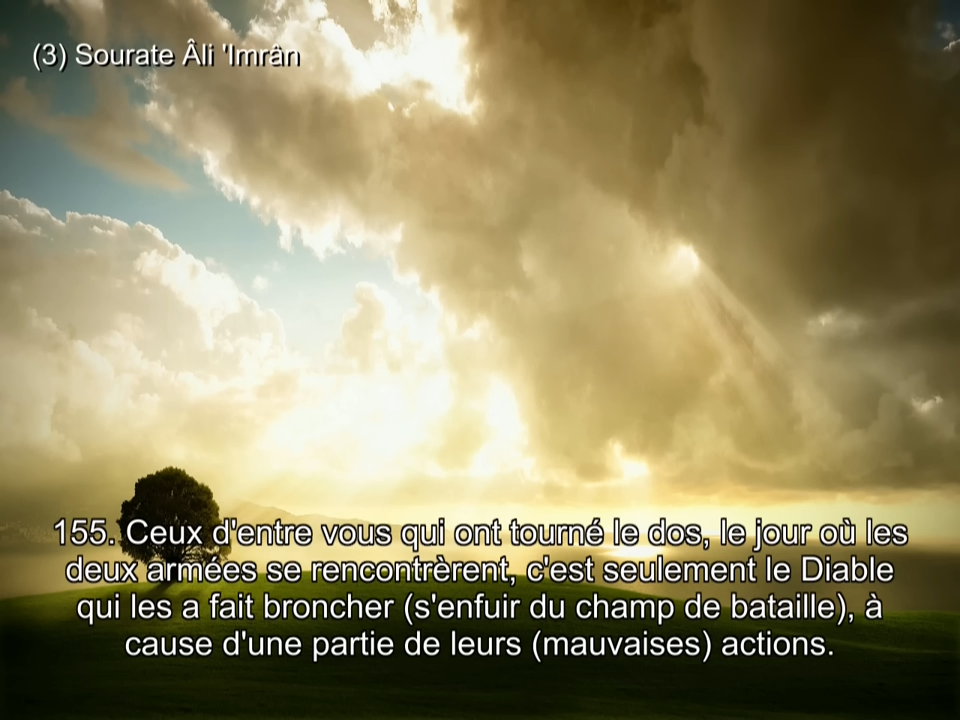 (3) Sourate Âli 'Imrân
155. Ceux d'entre vous qui ont tourné le dos, le jour où les
deux armées se rencontrèrent, c'est seulement le Diable
qui les a fait broncher (s'enfuir du champ de bataille), à
cause d'une partie de leurs (mauvaises) actions.